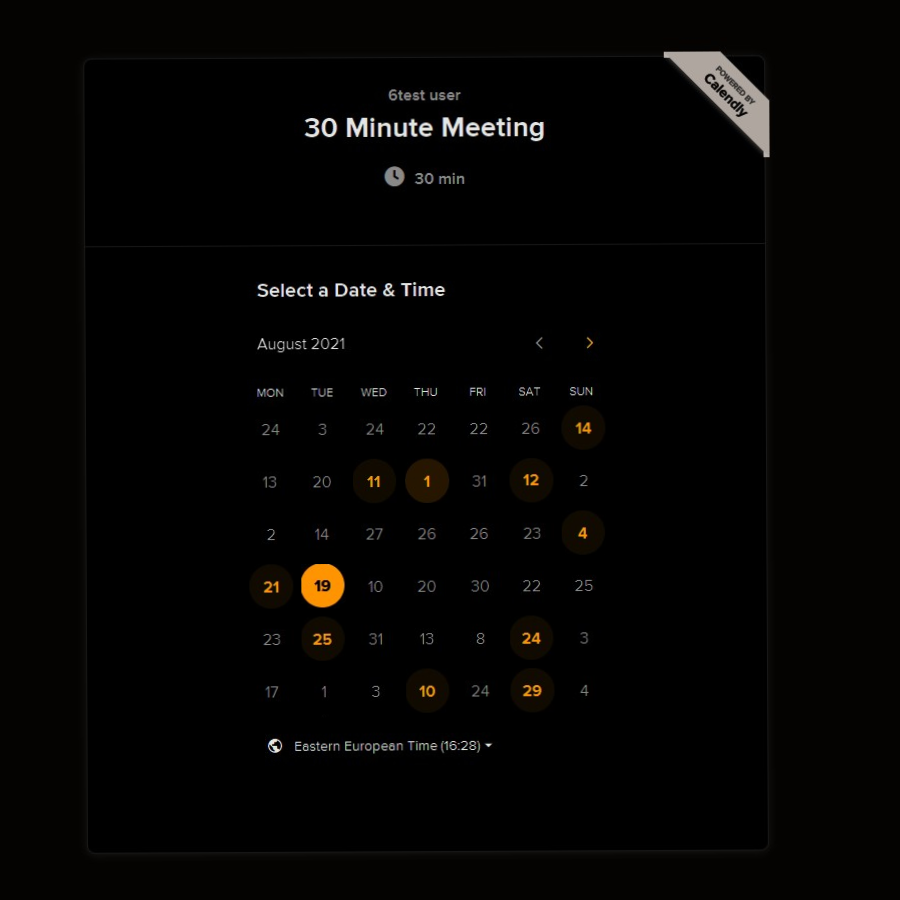 POWERED BY
Calendly
6test user
30 Minute Meeting
30 min
Select a Date & Time
August 2021
MON TUE WED THU FRI SAT SUN
24 3 24 22 22 26 14
13 20 11 1 31 12 2
2 14 27 26 26 23 4
21 19 10 20 30 22 25
23 25 31 13 8 24 3
17 1 3 10 24 29 4
Eastern European Time (16:28)